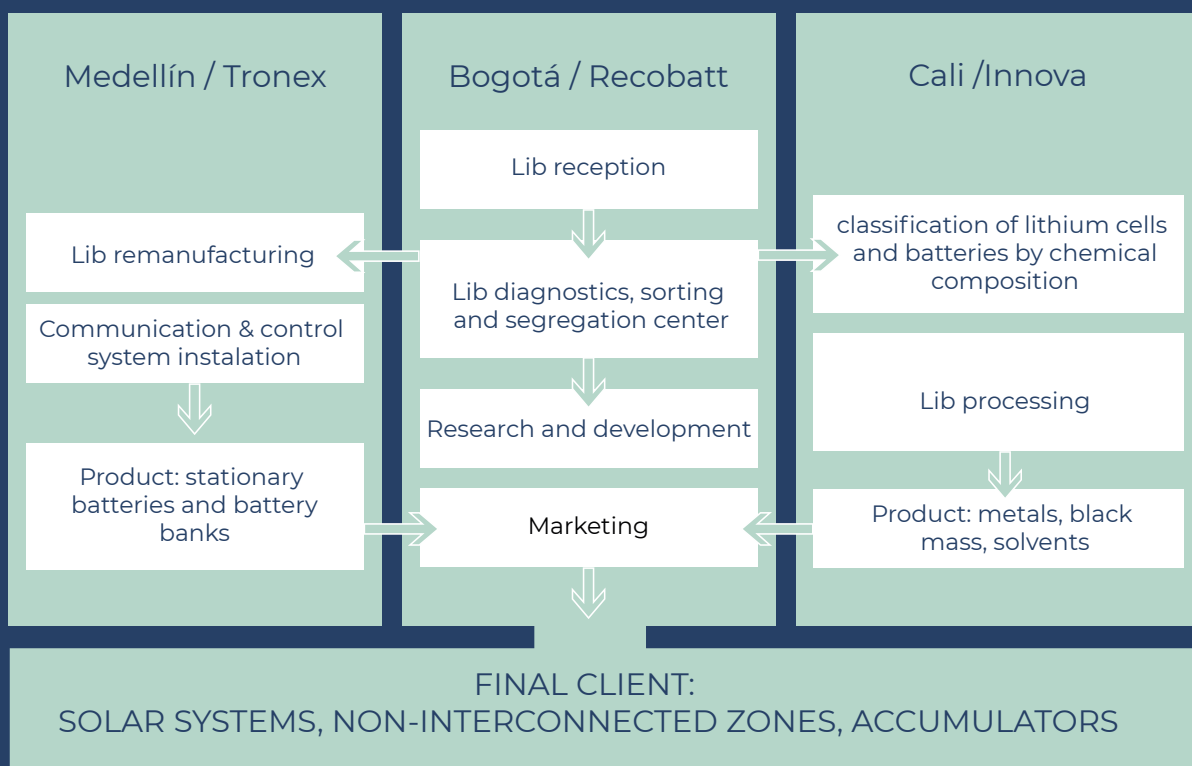 Medellín / Tronex
Lib remanufacturing
Communication & control
system instalation
Product: stationary
batteries and battery
banks
Bogotá / Recobatt
Lib reception
Lib diagnostics, sorting
and segregation center
Research and development
Marketing
Cali /Innova
classification of lithium cells
and batteries by chemical
composition
Lib processing
Product: metals, black
mass, solvents
FINAL CLIENT:
SOLAR SYSTEMS, NON-INTERCONNECTED ZONES, ACCUMULATORS